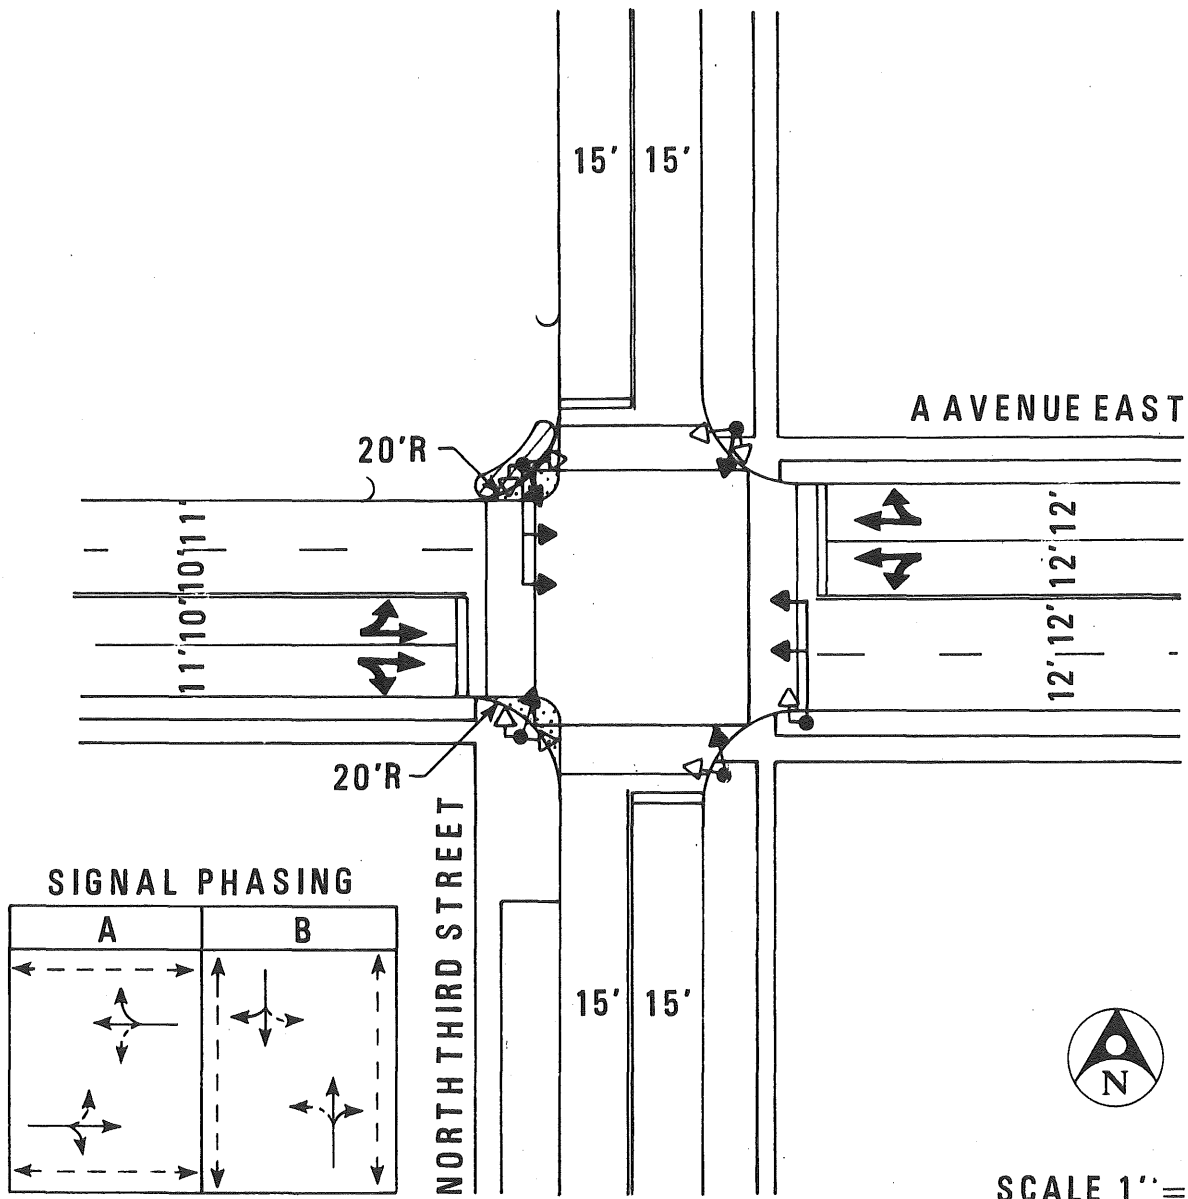 15' 15'
A AVENUE EAST
20'R
11' 10' 10' 11'
12' 12' 12' 12'
20'R
NORTH THIRD STREET
SIGNAL PHASING
A B
15' 15'
N
SCALE 1"=